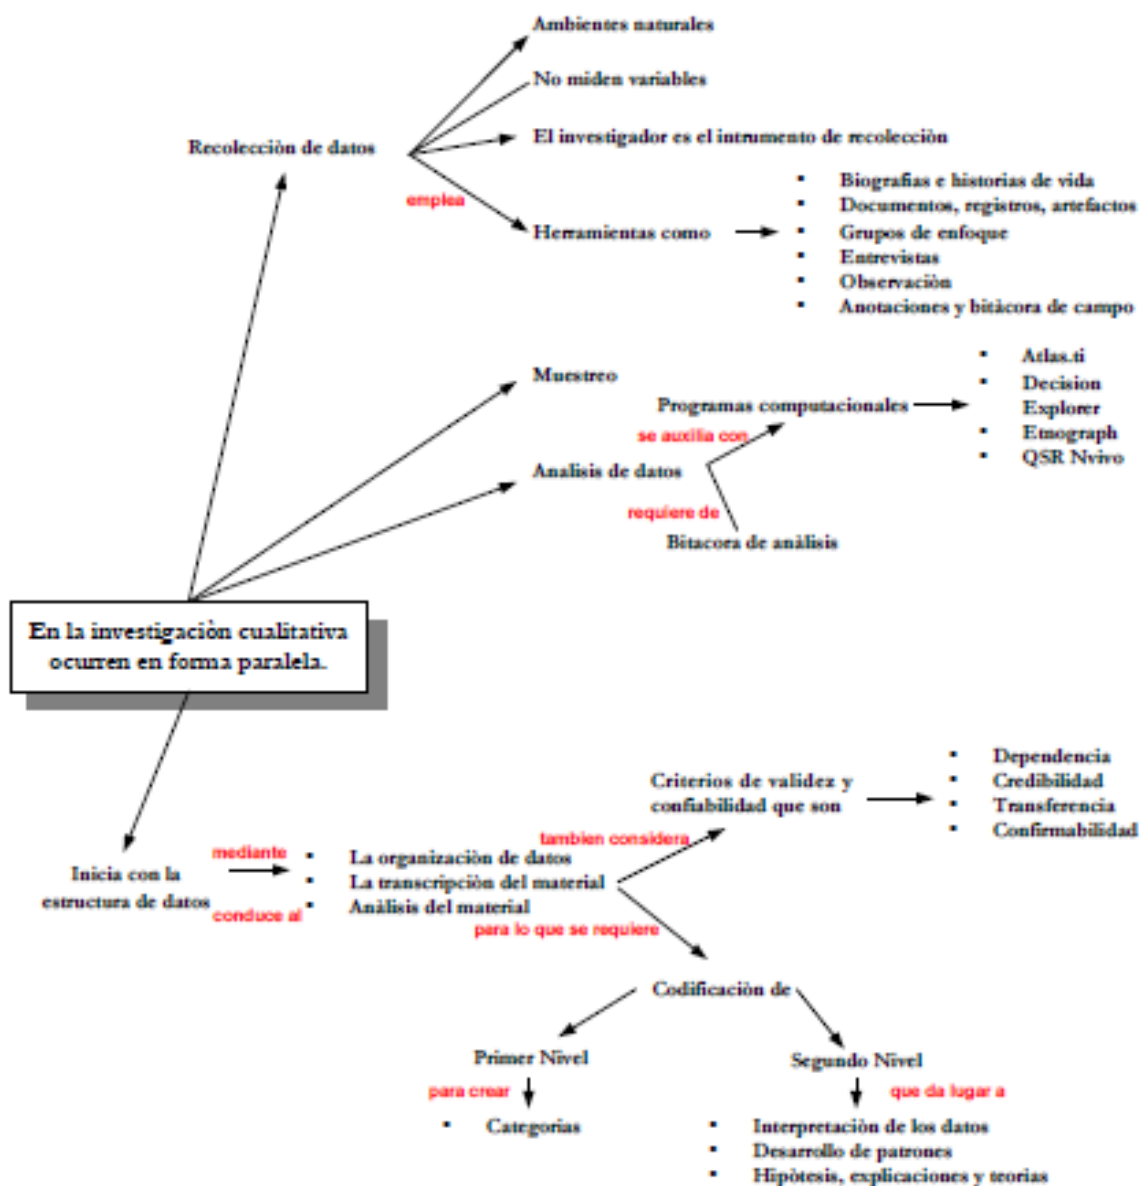 Ambientes naturales
No miden variables
El investigador es el intrumento de recolecciòn
Recolecciòn de datos
emplea
Herramientas como
▪ Biografias e historias de vida
▪ Documentos, registros, artefactos
▪ Grupos de enfoque
▪ Entrevistas
▪ Observaciòn
▪ Anotaciones y bitàcora de campo
Muestreo
Programas computacionales
▪ Atlas.ti
▪ Decision
▪ Explorer
▪ Etnograph
▪ QSR Nvivo
se auxilia con
Analisis de datos
requiere de
Bitacora de anàlisis
En la investigaciòn cualitativa
ocurren en forma paralela.
Inicia con la
estructura de datos
mediante
conduce al
▪ La organizaciòn de datos
▪ La transcripciòn del material
▪ Anàlisis del material
tambien considera
Criterios de validez y
confiabilidad que son
▪ Dependencia
▪ Credibilidad
▪ Transferencia
▪ Confirmabilidad
para lo que se requiere
Codificaciòn de
Primer Nivel
para crear
▪ Categorias
Segundo Nivel
que da lugar a
▪ Interpretaciòn de los datos
▪ Desarrollo de patrones
▪ Hipòtesis, explicaciones y teorias